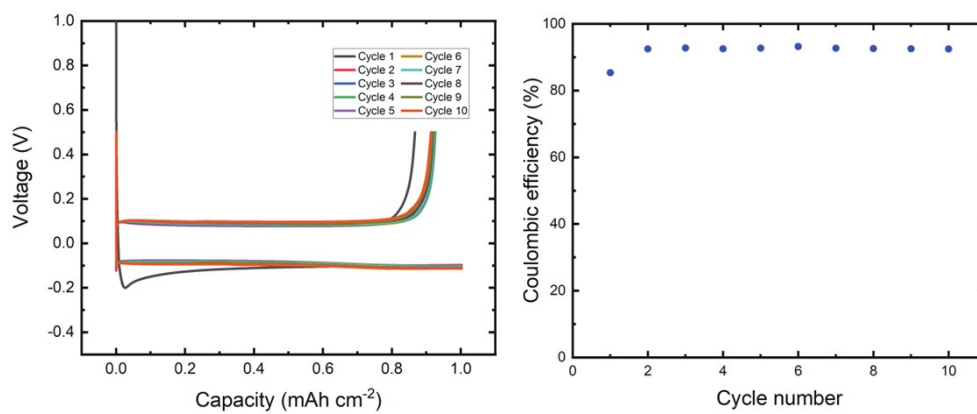 1.0
0.8
0.6
0.4
0.2
0.0
-0.2
-0.4
Voltage (V)
Cycle 1 Cycle 6
Cycle 2 Cycle 7
Cycle 3 Cycle 8
Cycle 4 Cycle 9
Cycle 5 Cycle 10
0.0 0.2 0.4 0.6 0.8 1.0
Capacity (mAh cm⁻²)
100
80
60
40
20
0
Coulombic efficiency (%)
0 2 4 6 8 10
Cycle number